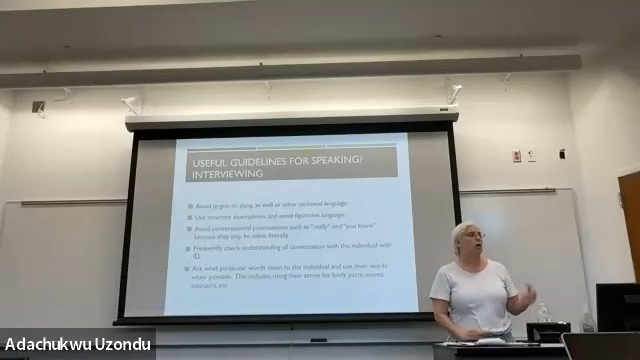 USEFUL GUIDELINES FOR SPEAKING/
INTERVIEWING
Avoid jargon or slang, as well as other technical language
Use concrete descriptions and avoid figurative language
Avoid conversational punctuations such as "really" and "you know"
because they may be taken literally
Frequently check understanding of conversation with the individual with
ID.
Ask what particular words mean to the individual and use their words
when possible. This includes using their terms for body parts, events
locations, etc
Adachukwu Uzondu